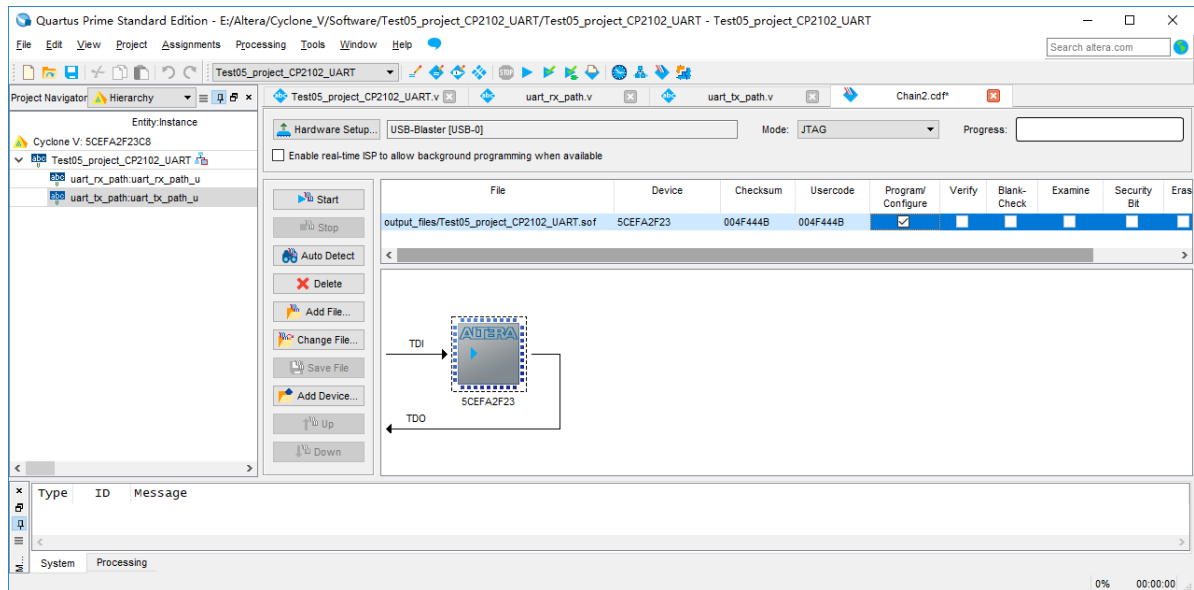 Quartus Prime Standard Edition - E:/Altera/Cyclone_V/Software/Test05_project_CP2102_UART/Test05_project_CP2102_UART - Test05_project_CP2102_UART
File Edit View Project Assignments Processing Tools Window Help
Search altera.com
Test05_project_CP2102_UART
STOP
Project Navigator Hierarchy
Test05_project_CP2102_UART.v uart_rx_path.v uart_tx_path.v Chain2.cdf*
Entity:Instance
Cyclone V: 5CEFA2F23C8
Test05_project_CP2102_UART
uart_rx_path:uart_rx_path_u
uart_tx_path:uart_tx_path_u
Hardware Setup... USB-Blaster [USB-0] Mode: JTAG Progress:
Enable real-time ISP to allow background programming when available
Start
Stop
Auto Detect
Delete
Add File...
Change File...
Save File
Add Device...
Up
Down
File Device Checksum Usercode Program/ Configure Verify Blank- Check Examine Security Bit Eras
output_files/Test05_project_CP2102_UART.sof 5CEFA2F23 004F444B 004F444B
TDI
ALTERA
5CEFA2F23
TDO
Type ID Message
System Processing
0% 00:00:00